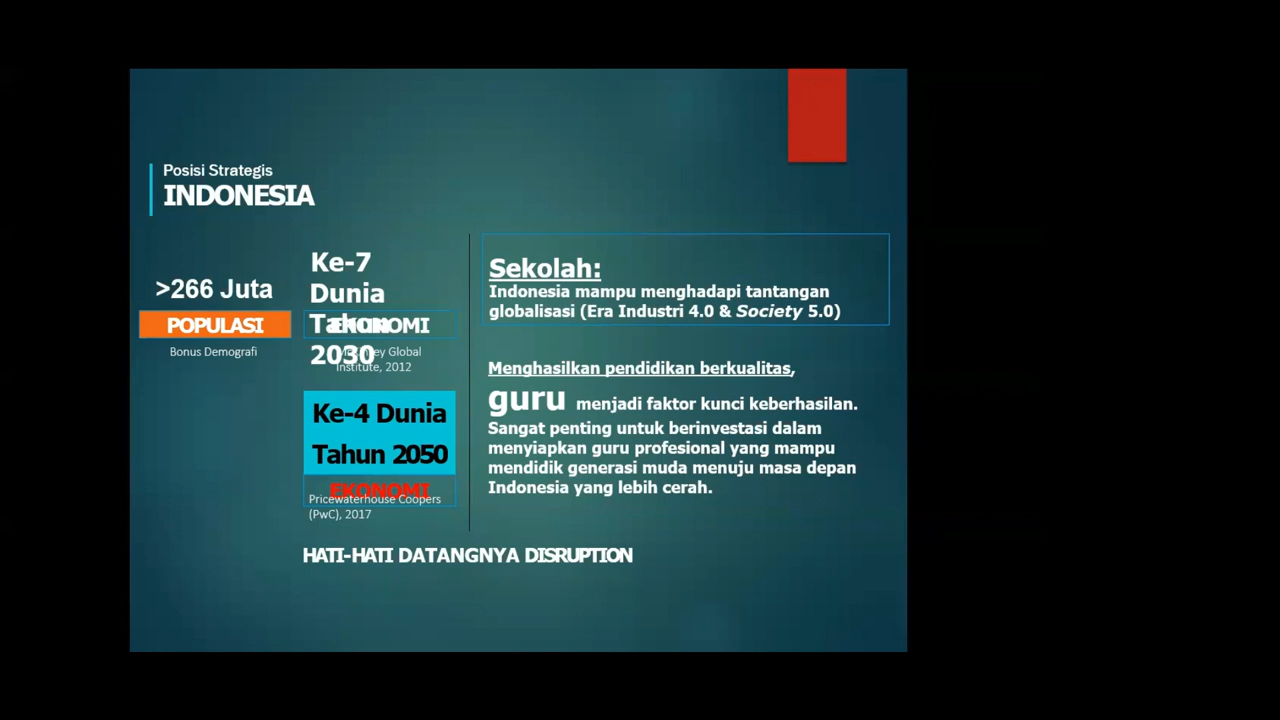 Posisi Strategis
INDONESIA
>266 Juta
POPULASI
Bonus Demografi
Ke-7
Dunia
Tahun
2030
EKONOMI
Global
Institute, 2012
Ke-4 Dunia
Tahun 2050
EKONOMI
Pricewaterhouse Coopers
(PwC), 2017
Sekolah:
Indonesia mampu menghadapi tantangan
globalisasi (Era Industri 4.0 & Society 5.0)
Menghasilkan pendidikan berkualitas,
guru menjadi faktor kunci keberhasilan.
Sangat penting untuk berinvestasi dalam
menyiapkan guru profesional yang mampu
mendidik generasi muda menuju masa depan
Indonesia yang lebih cerah.
HATI-HATI DATANGNYA DISRUPTION